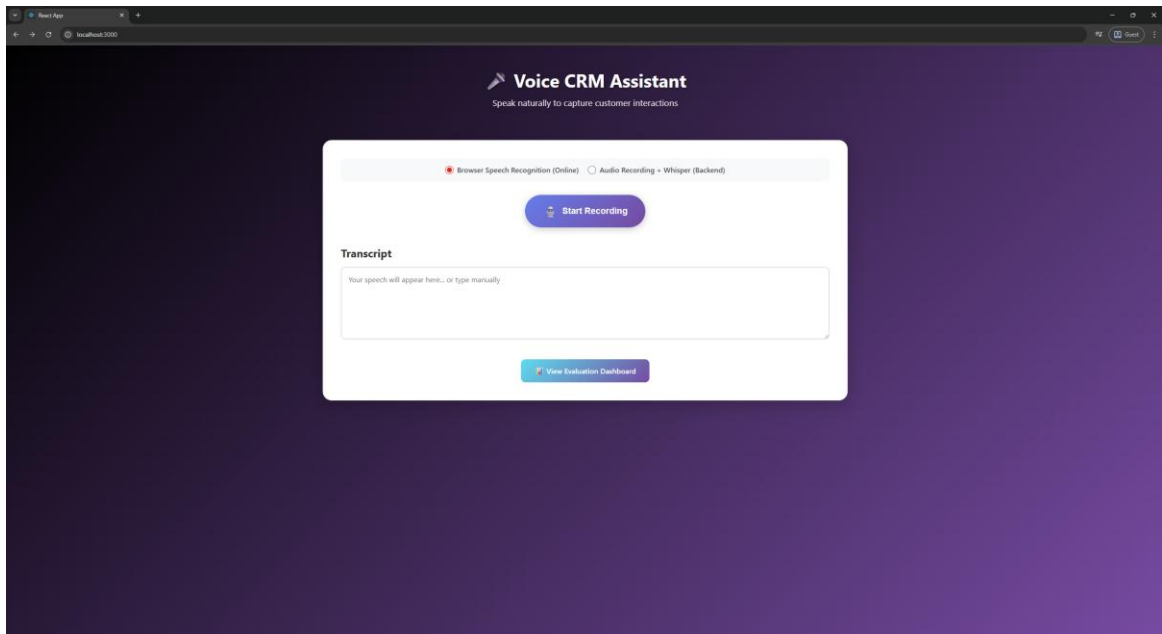 React App
localhost:3000
Guest
Voice CRM Assistant
Speak naturally to capture customer interactions
Browser Speech Recognition (Online) Audio Recording + Whisper (Backend)
Start Recording
Transcript
Your speech will appear here... or type manually
View Evaluation Dashboard